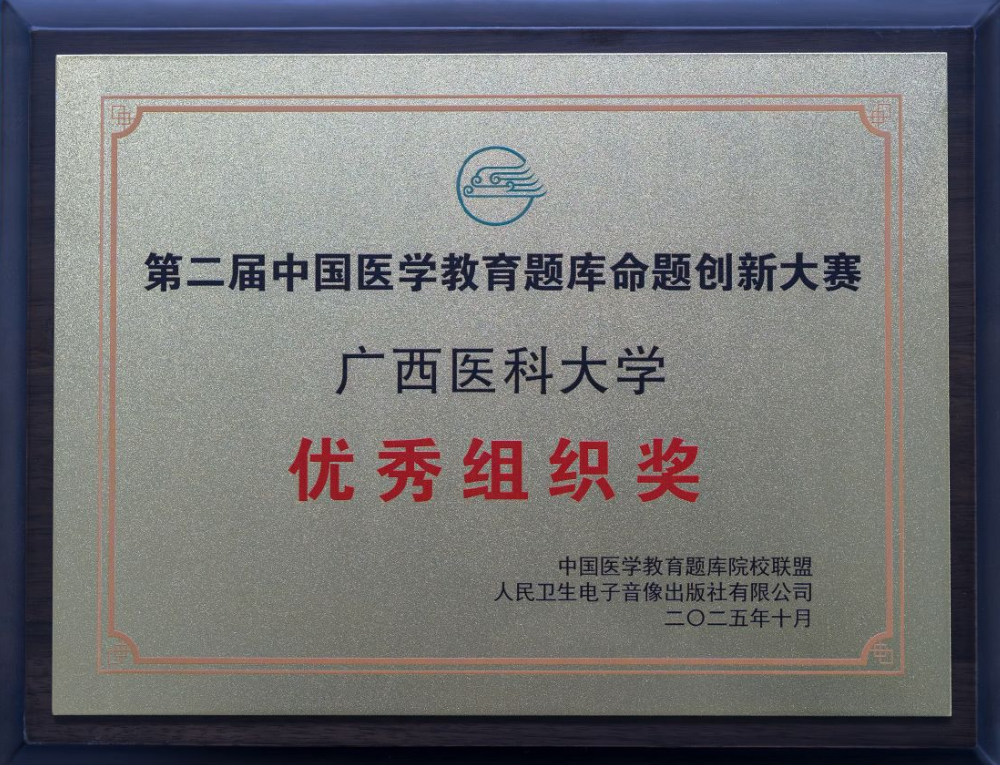 第二届中国医学教育题库命题创新大赛
广西医科大学
优秀组织奖
中国医学教育题库院校联盟
人民卫生电子音像出版社有限公司
二〇二五年十月